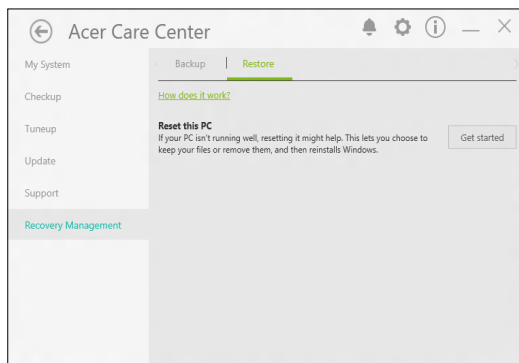 Acer Care Center
My System
Checkup
Tuneup
Update
Support
Recovery Management
Backup
Restore
How does it work?
Reset this PC
If your PC isn't running well, resetting it might help. This lets you choose to
keep your files or remove them, and then reinstalls Windows.
Get started